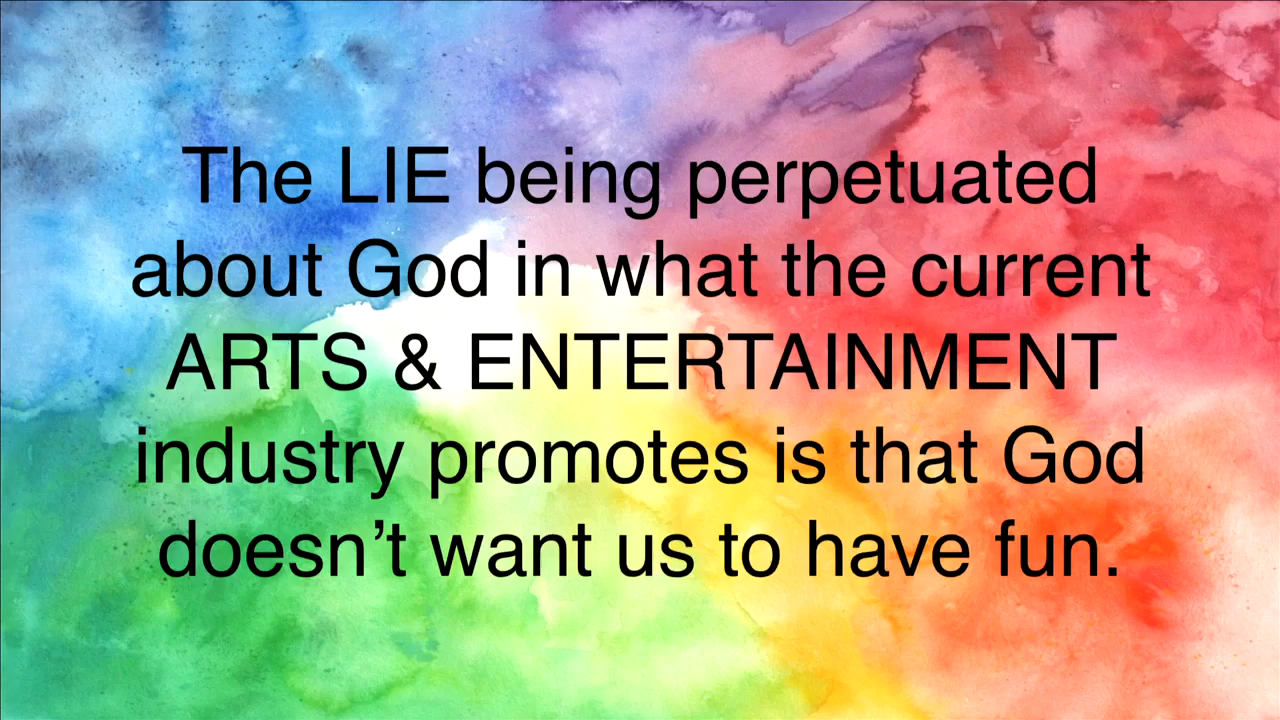 The LIE being perpetuated
about God in what the current
ARTS & ENTERTAINMENT
industry promotes is that God
doesn’t want us to have fun.